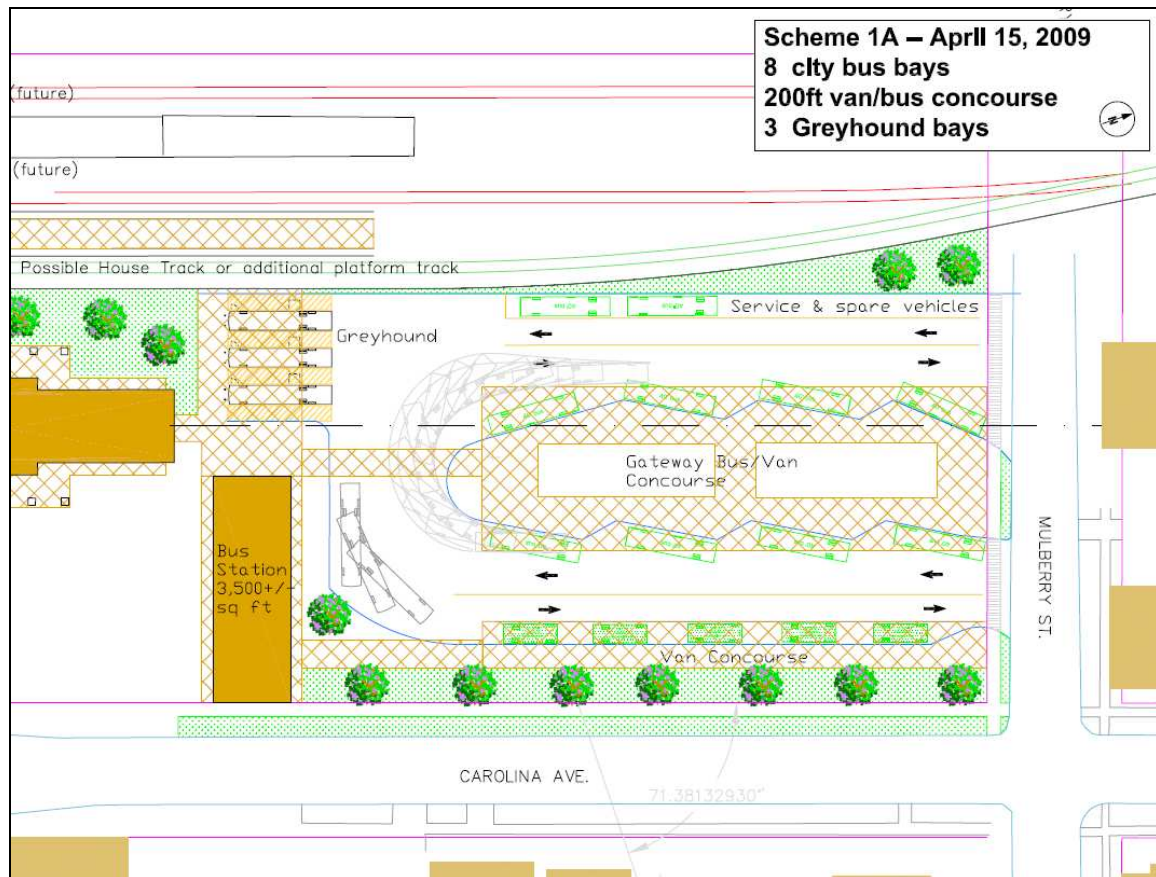 Scheme 1A – April 15, 2009
8 city bus bays
200ft van/bus concourse
3 Greyhound bays
N
(future)
(future)
Possible House Track or additional platform track
Service & spare vehicles
Greyhound
Gateway Bus/Van
Concourse
Bus
Station
3,500+/-
sq ft
MULBERRY ST.
Van Concourse
CAROLINA AVE.
71.38132930°